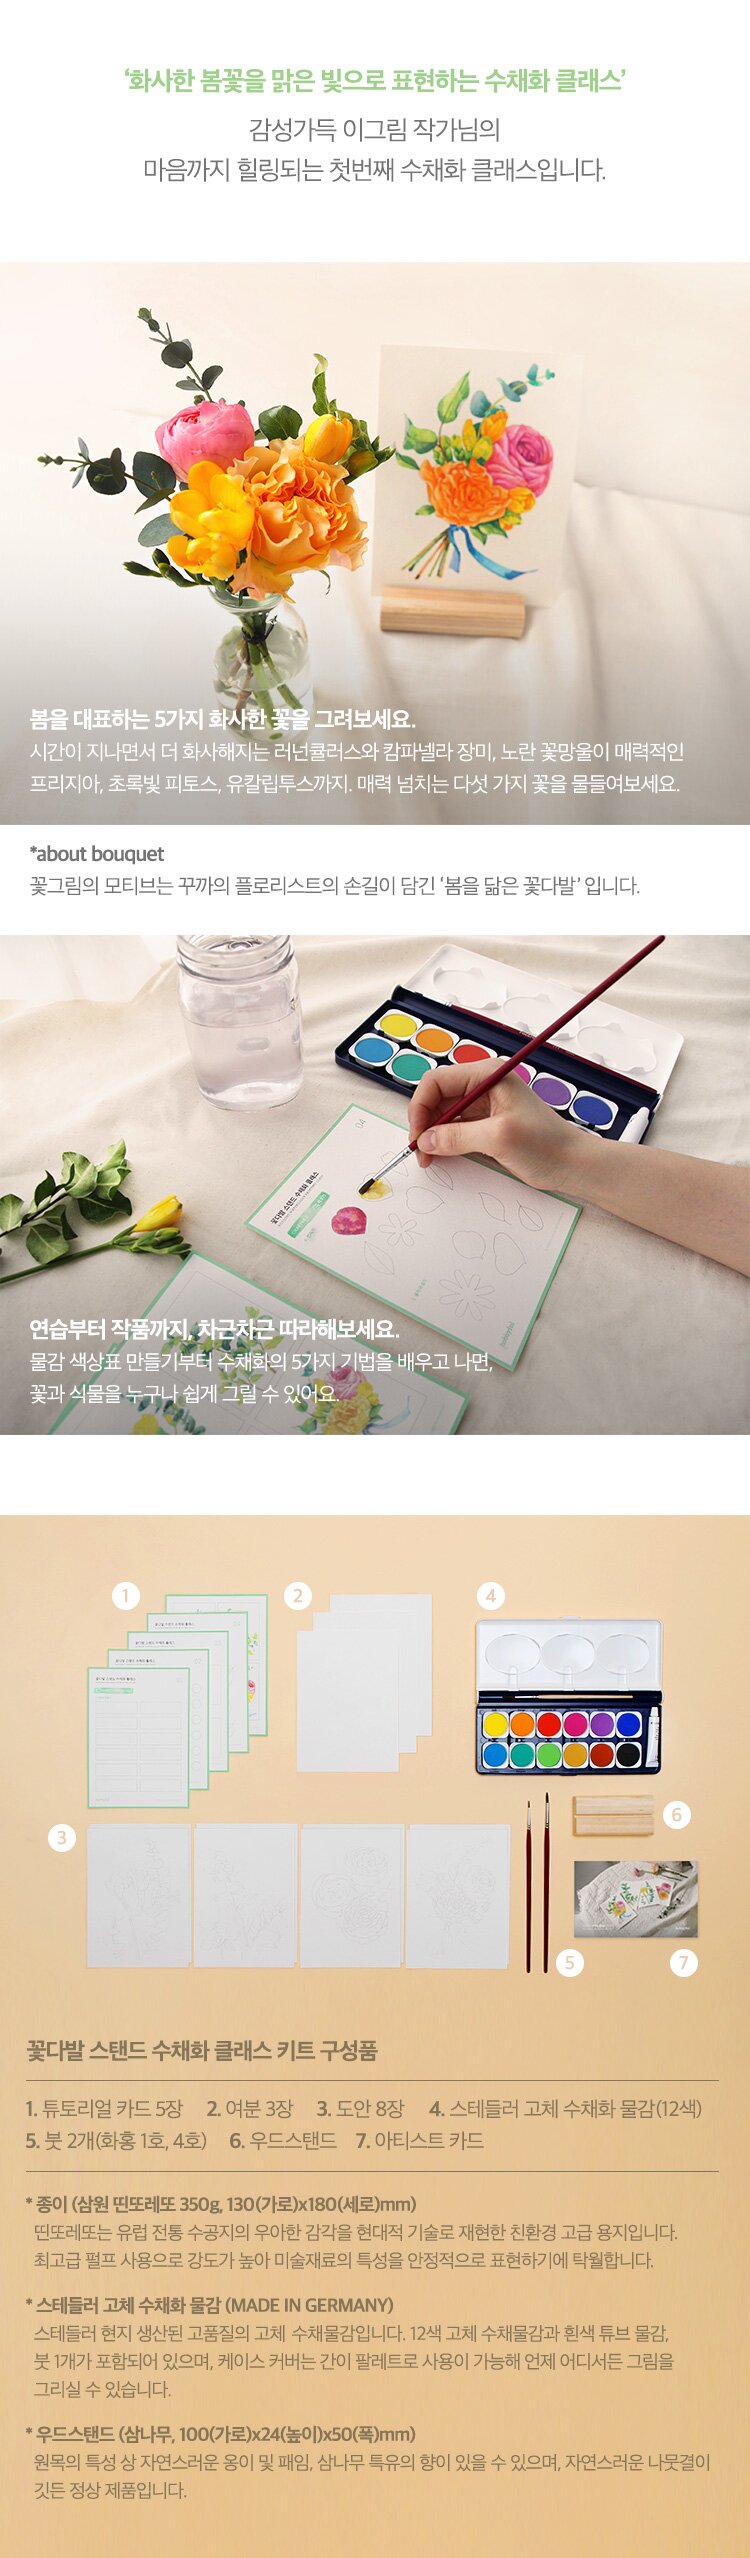 ‘화사한 봄꽃을 맑은 빛으로 표현하는 수채화 클래스’
감성가득 이그림 작가님의
마음까지 힐링되는 첫번째 수채화 클래스입니다.
봄을 대표하는 5가지 화사한 꽃을 그려보세요.
시간이 지나면서 더 화사해지는 러넌큘러스와 캄파넬라 장미, 노란 꽃망울이 매력적인
프리지아, 초록빛 피토스, 유칼립투스까지. 매력 넘치는 다섯 가지 꽃을 물들여보세요.
*about bouquet
꽃그림의 모티브는 꾸까의 플로리스트의 손길이 담긴 ‘봄을 닮은 꽃다발’ 입니다.
04
꽃다발 스탠드 수채화 클래스
연습부터 작품까지, 차근차근 따라해보세요.
물감 색상표 만들기부터 수채화의 5가지 기법을 배우고 나면,
꽃과 식물을 누구나 쉽게 그릴 수 있어요.
1
2
4
3
6
5
7
꽃다발 스탠드 수채화 클래스 키트 구성품
1. 튜토리얼 카드 5장 2. 여분 3장 3. 도안 8장 4. 스테들러 고체 수채화 물감(12색)
5. 붓 2개(화홍 1호, 4호) 6. 우드스탠드 7. 아티스트 카드
* 종이 (삼원 띤또레또 350g, 130(가로)x180(세로)mm)
띤또레또는 유럽 전통 수공지의 우아한 감각을 현대적 기술로 재현한 친환경 고급 용지입니다.
최고급 펄프 사용으로 강도가 높아 미술재료의 특성을 안정적으로 표현하기에 탁월합니다.
* 스테들러 고체 수채화 물감 (MADE IN GERMANY)
스테들러 현지 생산된 고품질의 고체 수채물감입니다. 12색 고체 수채물감과 흰색 튜브 물감,
붓 1개가 포함되어 있으며, 케이스 커버는 간이 팔레트로 사용이 가능해 언제 어디서든 그림을
그리실 수 있습니다.
* 우드스탠드 (삼나무, 100(가로)x24(높이)x50(폭)mm)
원목의 특성 상 자연스러운 옹이 및 패임, 삼나무 특유의 향이 있을 수 있으며, 자연스러운 나뭇결이
깃든 정상 제품입니다.